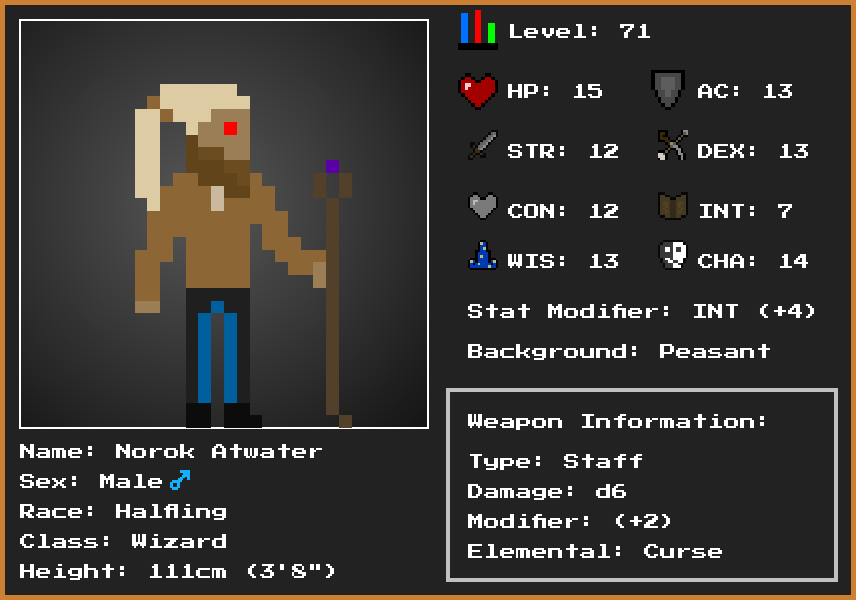 Level: 71
HP: 15
AC: 13
STR: 12
DEX: 13
CON: 12
INT: 7
WIS: 13
CHA: 14
Stat Modifier: INT (+4)
Background: Peasant
Weapon Information:
Type: Staff
Damage: d6
Modifier: (+2)
Elemental: Curse
Name: Norok Atwater
Sex: Male♂
Race: Halfling
Class: Wizard
Height: 111cm (3'8")